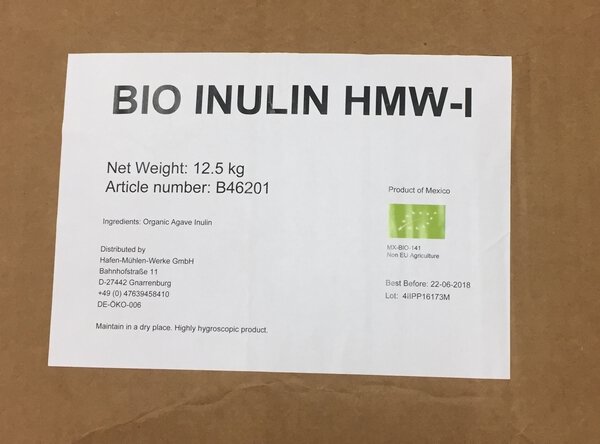 BIO INULIN HMW-I
Net Weight: 12.5 kg
Article number: B46201
Product of Mexico
Ingredients: Organic Agave Inulin
MX-BIO-141
Non EU Agriculture
Distributed by
Hafen-Mühlen-Werke GmbH
Bahnhofstraße 11
D-27442 Gnarrenburg
+49 (0) 47639458410
DE-ÖKO-006
Best Before: 22-06-2018
Lot: 4IIPP16173M
Maintain in a dry place. Highly hygroscopic product.